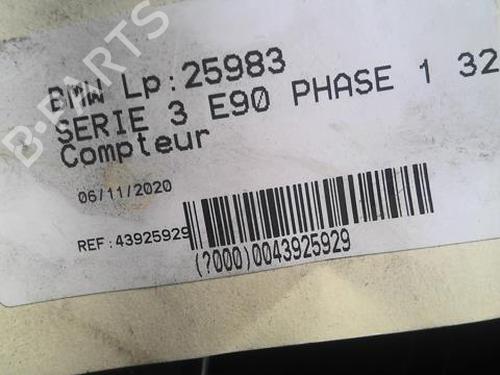 BMW Lp:25983
SERIE 3 E90 PHASE 1 32
Compteur
06/11/2020
REF:43925929
(?000)0043925929
B-PARTS